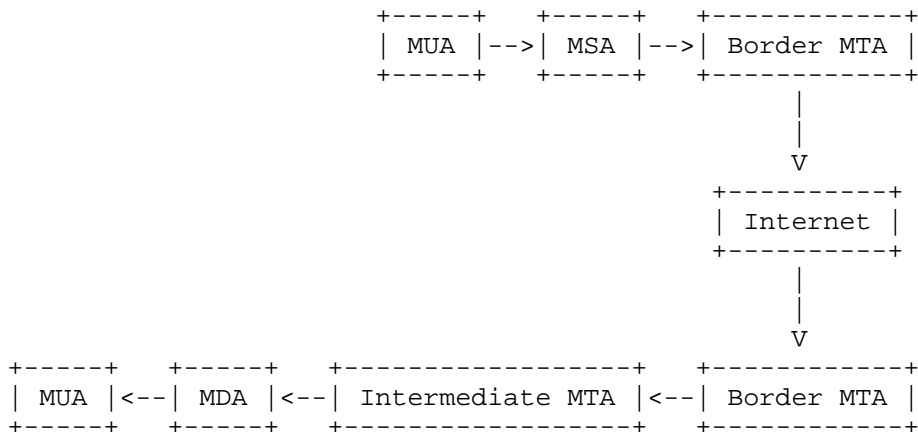 MUA MSA Border MTA
Internet
MUA MDA Intermediate MTA Border MTA